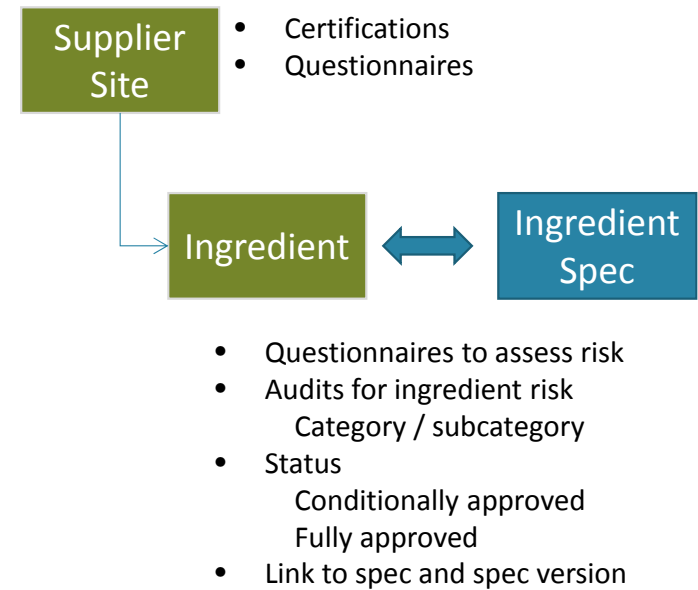 Supplier
Site
• Certifications
• Questionnaires
Ingredient
Ingredient
Spec
• Questionnaires to assess risk
• Audits for ingredient risk
Category / subcategory
• Status
Conditionally approved
Fully approved
• Link to spec and spec version